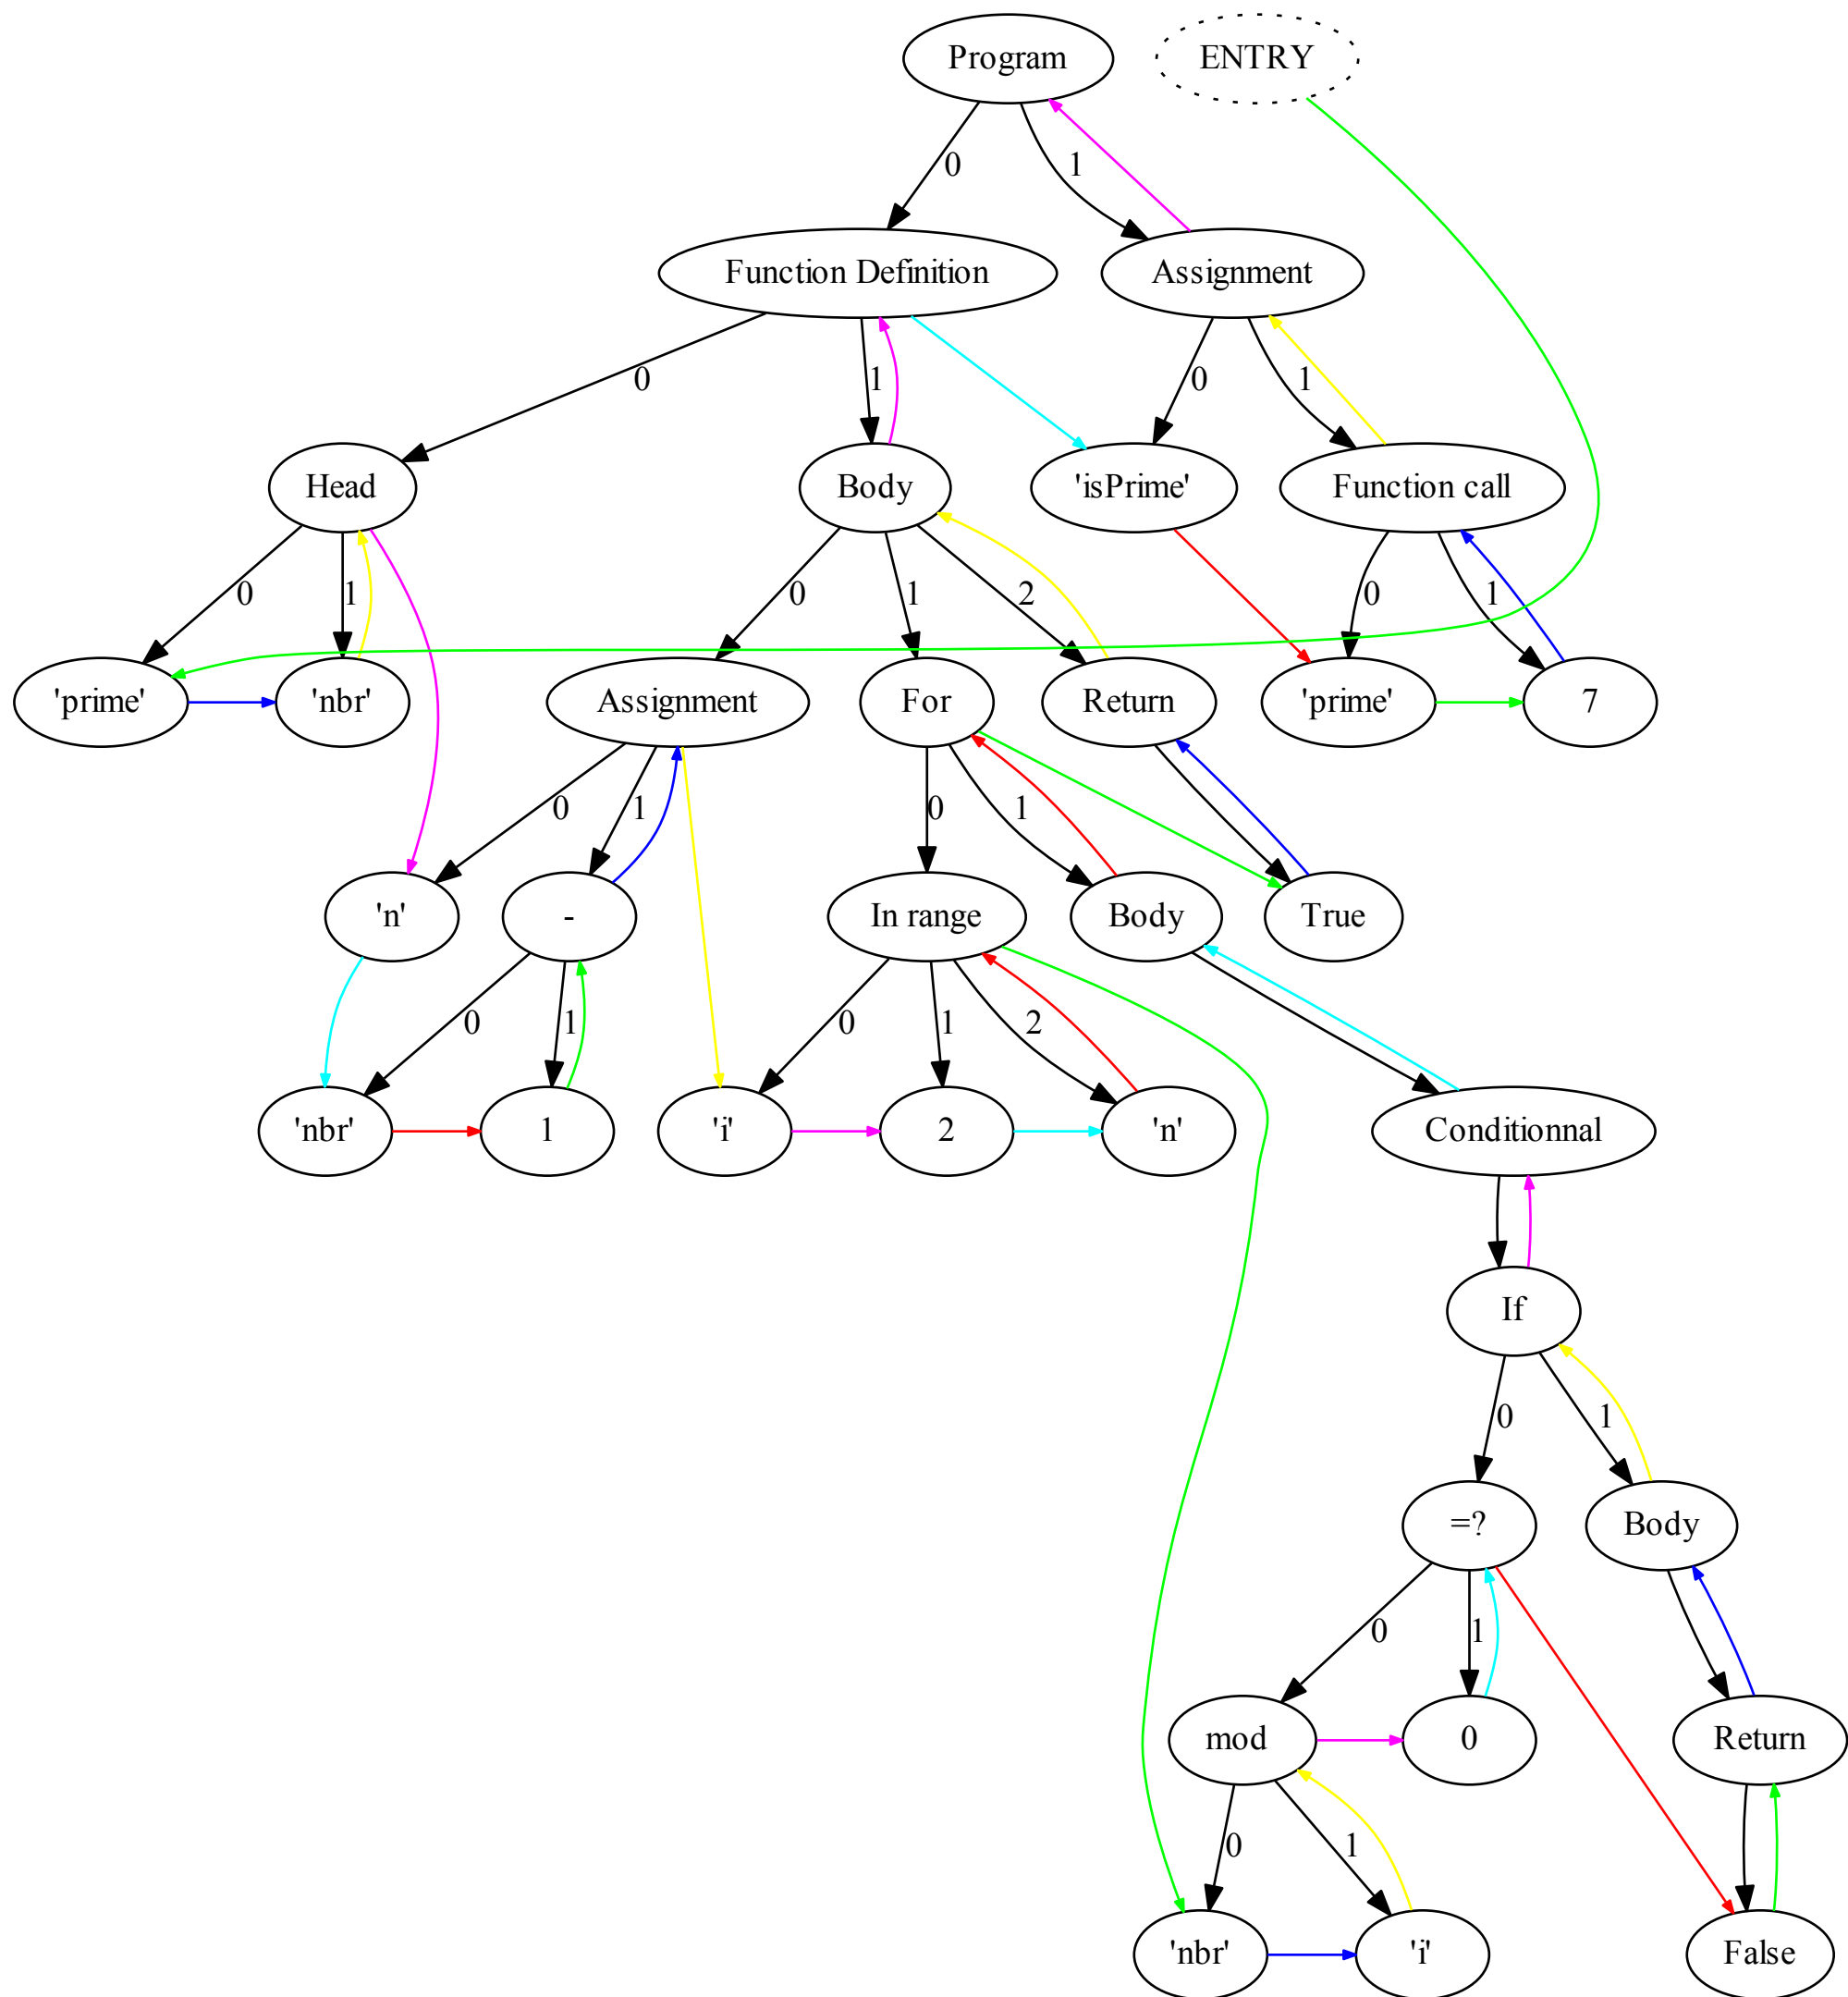 Program
ENTRY
0
1
Function Definition
Assignment
0
1
0
1
Head
Body
'isPrime'
Function call
0
1
0
1
2
0
1
'prime'
'nbr'
Assignment
For
Return
'prime'
7
0
1
0
1
'n'
-
In range
Body
True
0
1
0
1
2
'nbr'
1
'i'
2
'n'
Conditionnal
If
0
1
=?
Body
0
1
mod
0
Return
0
1
'nbr'
'i'
False